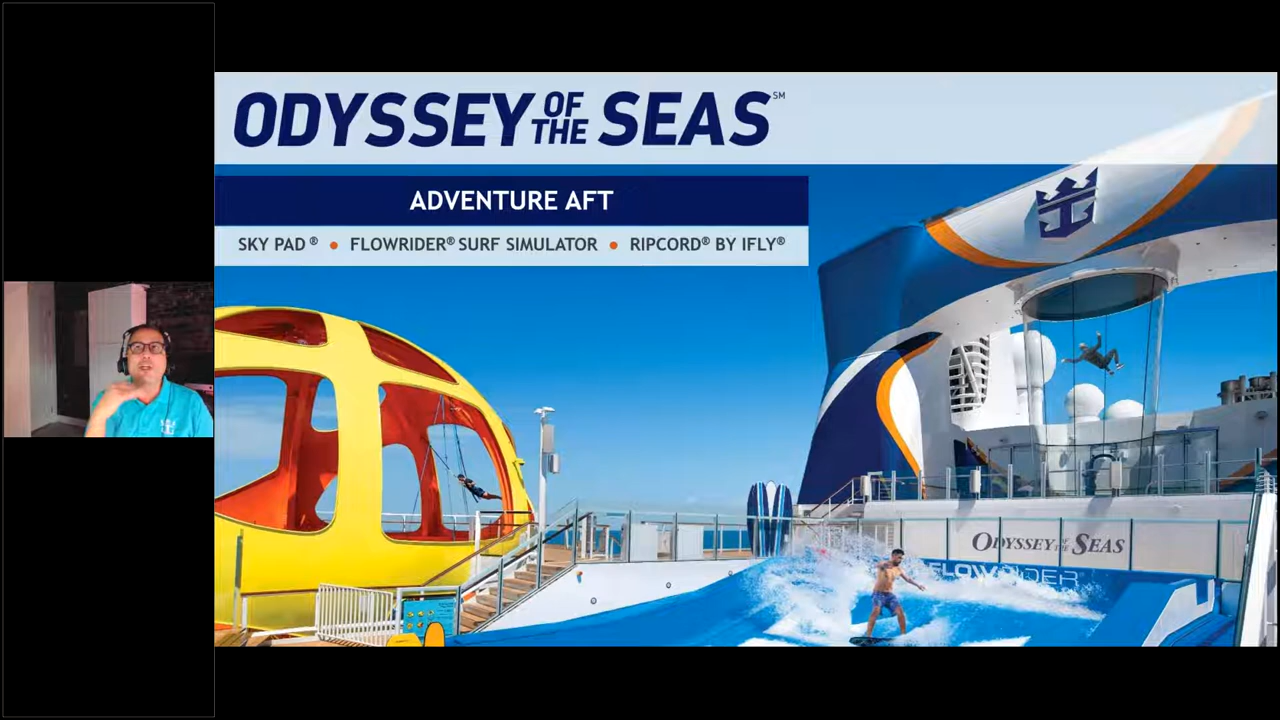 ODYSSEY OF THE SEAS℠
ADVENTURE AFT
SKY PAD® • FLOWRIDER® SURF SIMULATOR • RIPCORD® BY IFLY®
ODYSSEY OF THE SEAS
FLOWRIDER